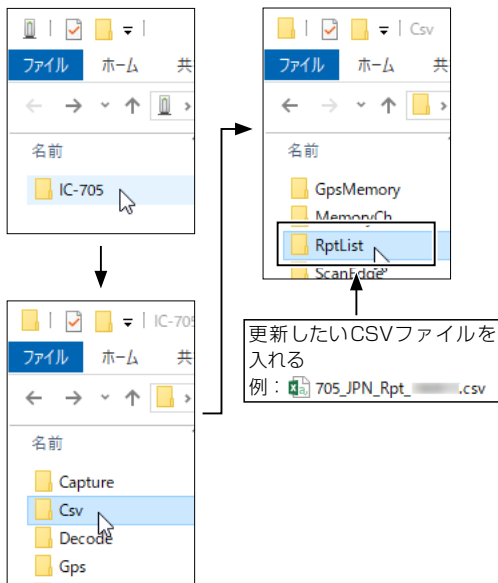 ファイル ホーム 共
名前
IC-705
IC-705
ファイル ホーム 共
名前
Capture
Csv
Decode
Gps
Csv
ファイル ホーム 共
名前
GpsMemory
MemoryCh
RptList
ScanEdge
更新したいCSVファイルを
入れる
例：705_JPN_Rpt_ .csv